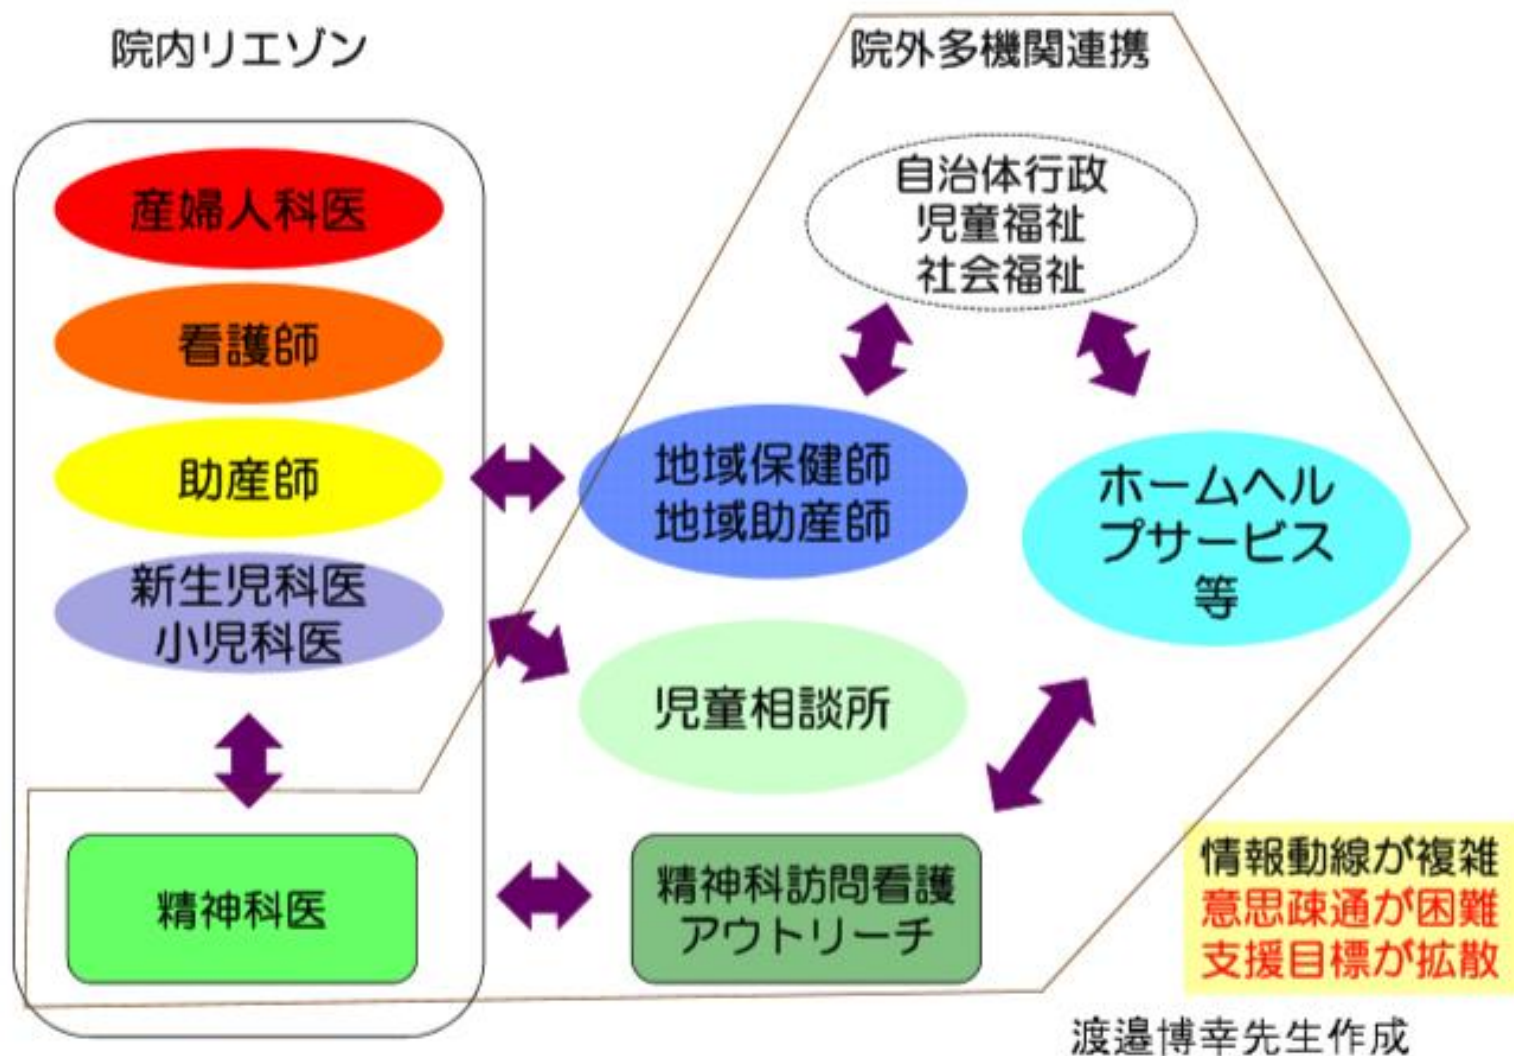 院内リエゾン
産婦人科医
看護師
助産師
新生児科医
小児科医
精神科医
院外多機関連携
自治体行政
児童福祉
社会福祉
地域保健師
地域助産師
ホームヘル
プサービス
等
児童相談所
精神科訪問看護
アウトリーチ
情報動線が複雑
意思疎通が困難
支援目標が拡散
渡邉博幸先生作成